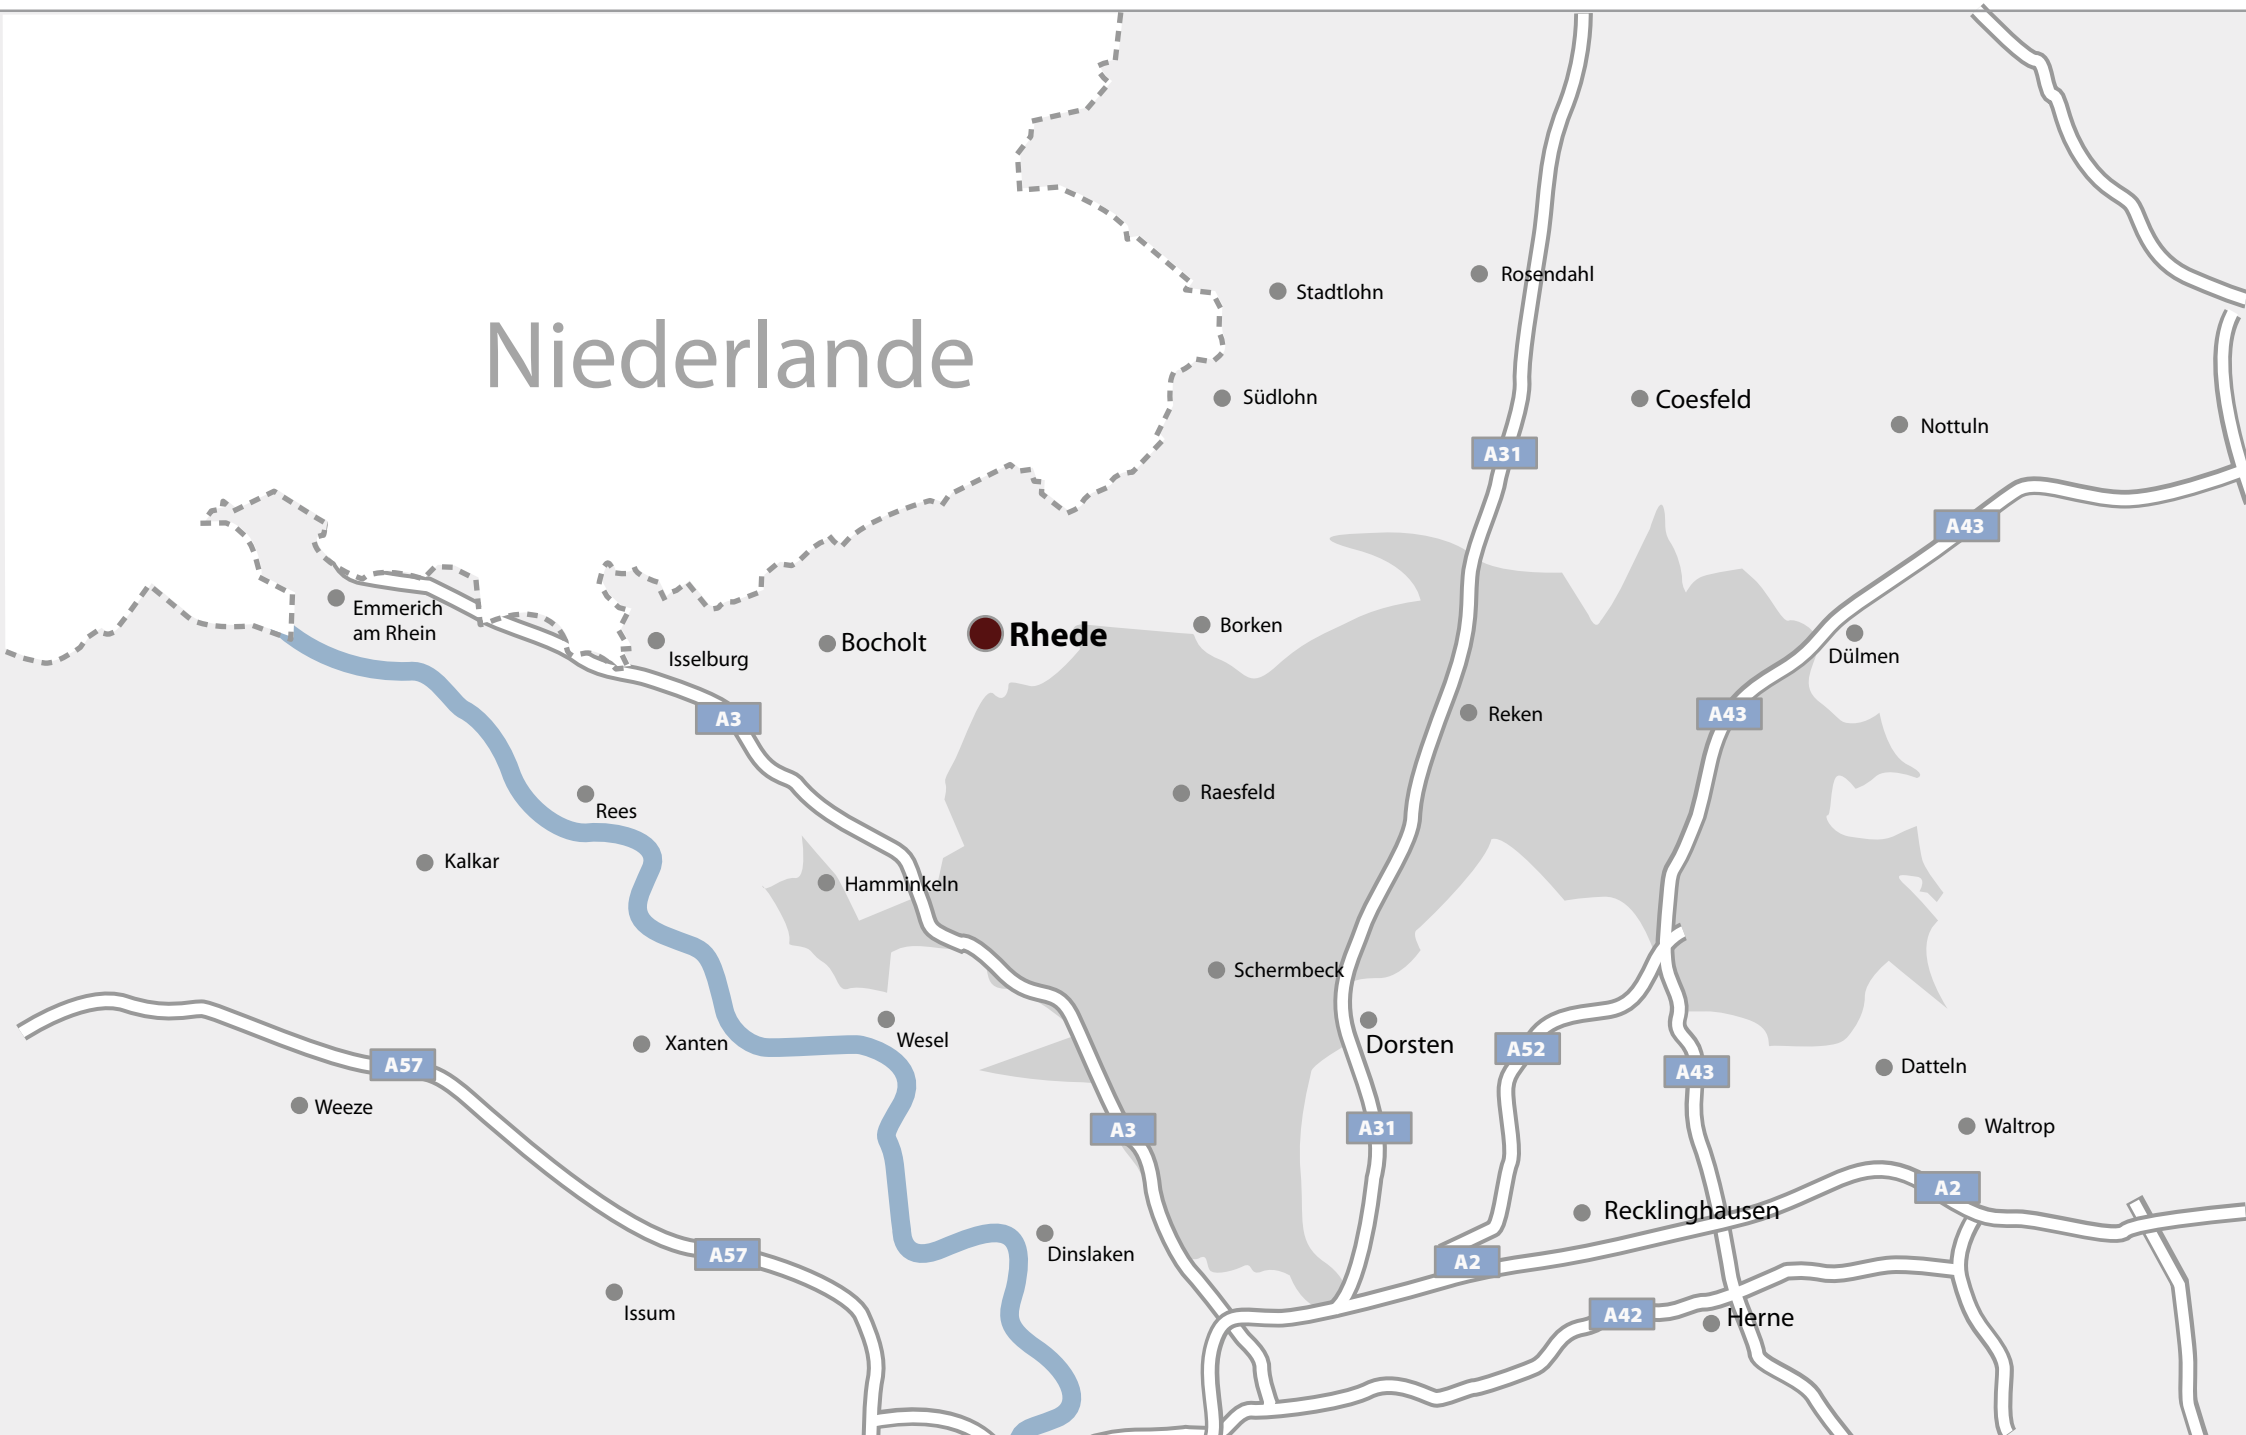 Rosendahl
Stadtlohn
Niederlande
Südlohn
Coesfeld
Nottuln
A31
A43
Emmerich
am Rhein
Isselburg
Bocholt
Rhede
Borken
Dülmen
A3
Reken
A43
Rees
Raesfeld
Kalkar
Hamminkeln
Schermbeck
Xanten
Wesel
Dorsten
A52
A57
A43
Datteln
Weeze
A3
A31
Waltrop
A2
Recklinghausen
A57
Dinslaken
A2
Issum
A42
Herne